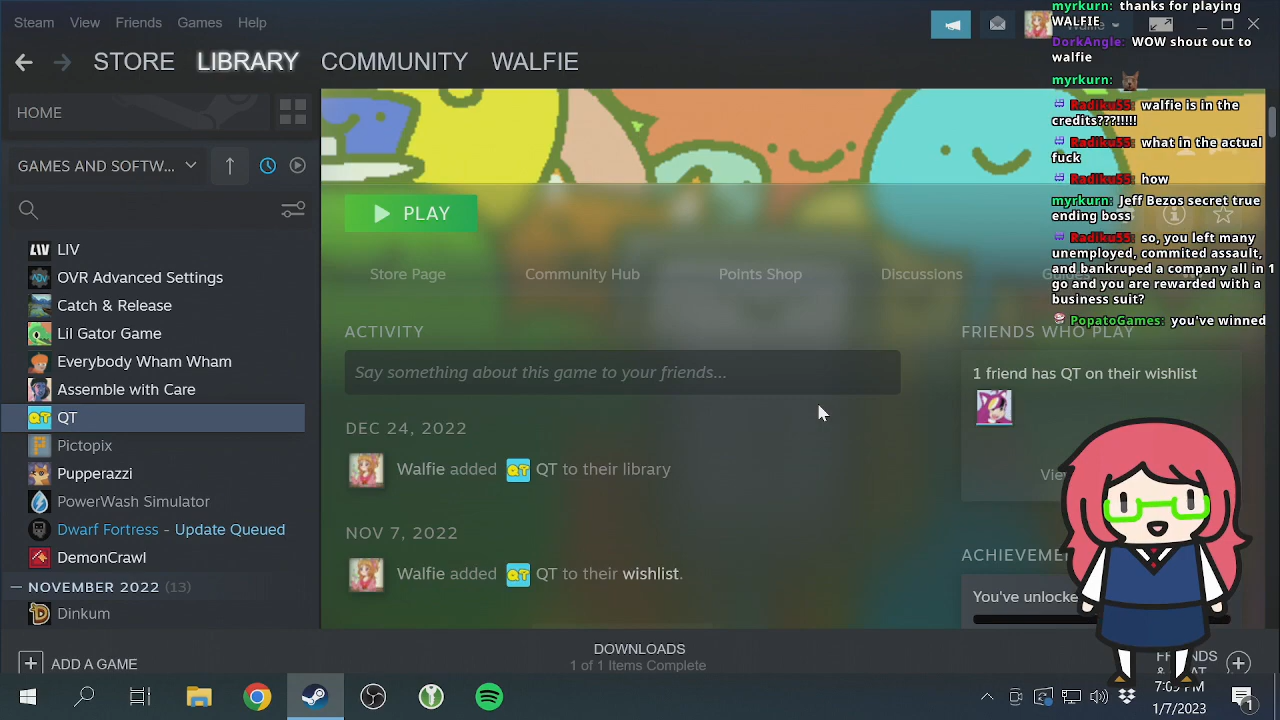 Steam View Friends Games Help
STORE LIBRARY COMMUNITY WALFIE
HOME
GAMES AND SOFTW...
LIV
OVR Advanced Settings
Catch & Release
Lil Gator Game
Everybody Wham Wham
Assemble with Care
QT
Pictopix
Pupperazzi
PowerWash Simulator
Dwarf Fortress - Update Queued
DemonCrawl
NOVEMBER 2022 (13)
Dinkum
ADD A GAME
PLAY
Store Page Community Hub Points Shop Discussions Guides
ACTIVITY
Say something about this game to your friends...
DEC 24, 2022
Walfie added QT to their library
NOV 7, 2022
Walfie added QT to their wishlist.
FRIENDS WHO PLAY
1 friend has QT on their wishlist
ACHIEVEME
You've unlocke
DOWNLOADS
1 of 1 Items Complete
FRIENDS
&
myrkurn: thanks for playing
WALFIE
DorkAngle: WOW shout out to
walfie
myrkurn:
Radiku55: walfie is in the
credits???!!!!!
Radiku55: what in the actual
fuck
Radiku55: how
myrkurn: Jeff Bezos secret true
ending boss
Radiku55: so, you left many
unemployed, commited assault,
and bankruped a company all in 1
go and you are rewarded with a
business suit?
PopatoGames: you've winned
7:09 PM
1/7/2023
1